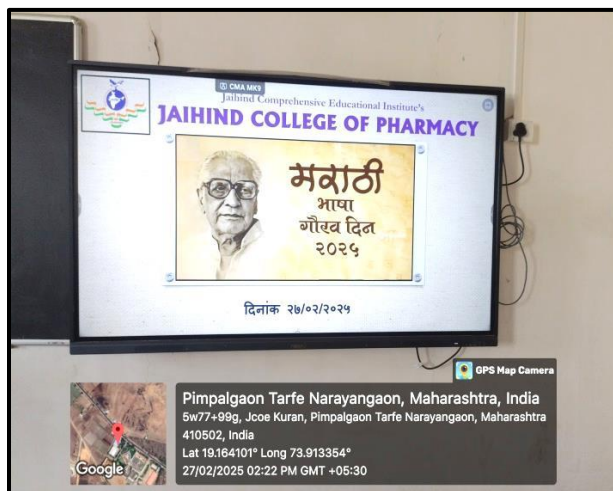 CMA MK9
Jaihind Comprehensive Educational Institute's
JAIHIND COLLEGE OF PHARMACY
मराठी
भाषा
गौरव दिन
२०२५
दिनांक २७/०२/२०२५
GPS Map Camera
Pimpalgaon Tarfe Narayangaon, Maharashtra, India
5w77+99g, Jcoe Kuran, Pimpalgaon Tarfe Narayangaon, Maharashtra
410502, India
Lat 19.164101° Long 73.913354°
27/02/2025 02:22 PM GMT +05:30
Google